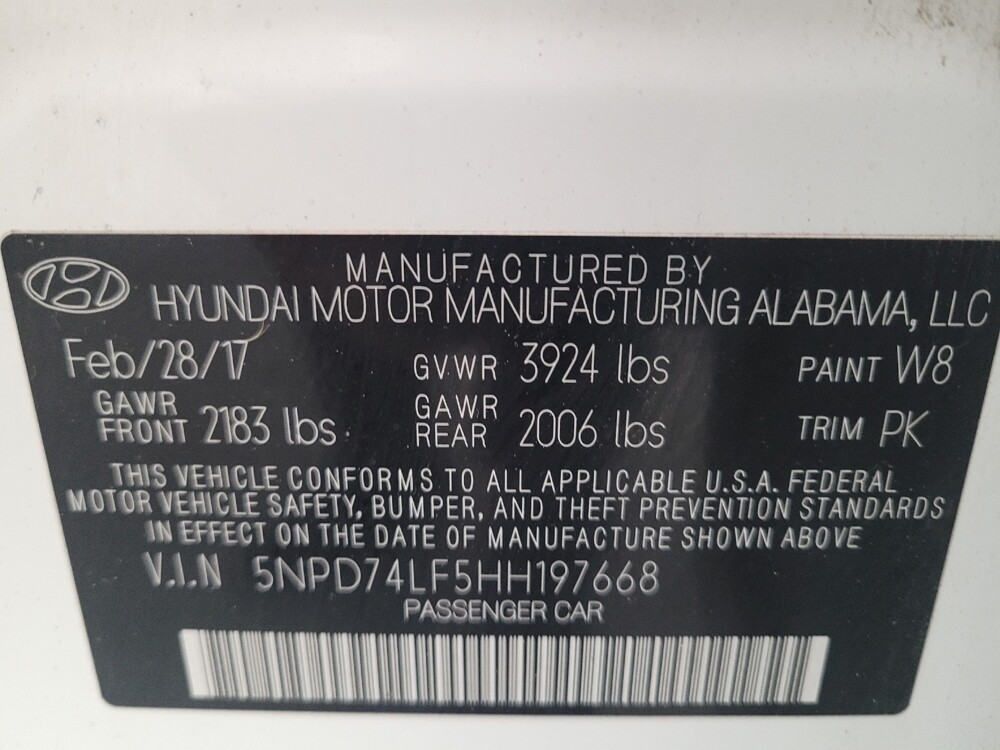 MANUFACTURED BY
HYUNDAI MOTOR MANUFACTURING ALABAMA, LLC
Feb/28/17 GVWR 3924 lbs PAINT W8
GAWR FRONT 2183 lbs GAWR REAR 2006 lbs TRIM PK
THIS VEHICLE CONFORMS TO ALL APPLICABLE U.S.A. FEDERAL
MOTOR VEHICLE SAFETY, BUMPER, AND THEFT PREVENTION STANDARDS
IN EFFECT ON THE DATE OF MANUFACTURE SHOWN ABOVE
V.I.N 5NPD74LF5HH197668
PASSENGER CAR